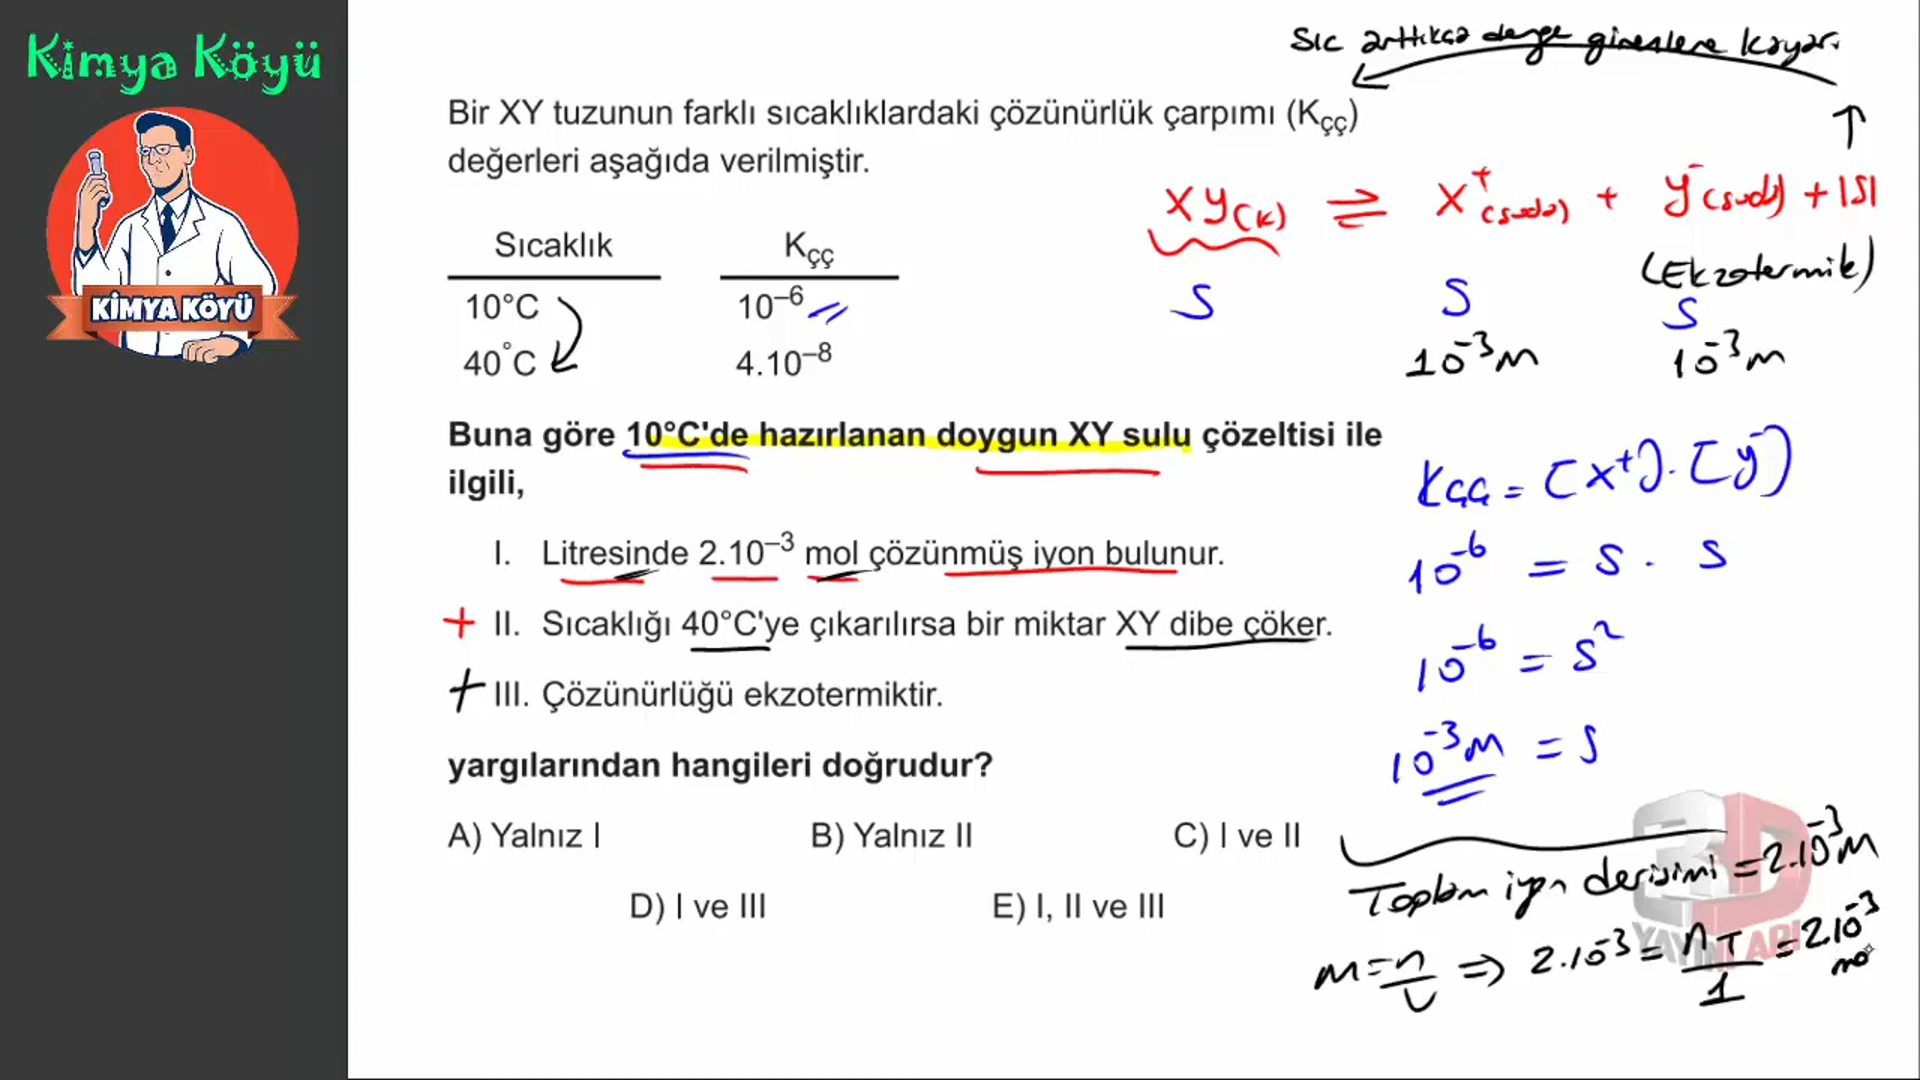 Kimya Köyü
KİMYA KÖYÜ
Sıc arttıkça denge girenlere kayar.
Bir XY tuzunun farklı sıcaklıklardaki çözünürlük çarpımı (Kçç)
değerleri aşağıda verilmiştir.
Sıcaklık Kçç
10°C 10⁻⁶
40°C 4.10⁻⁸
XY(k) ⇌ X⁺(suda) + Y⁻(suda) + ISI
(Ekzotermik)
S S S
10⁻³M 10⁻³M
Buna göre 10°C'de hazırlanan doygun XY sulu çözeltisi ile
ilgili,
I. Litresinde 2.10⁻³ mol çözünmüş iyon bulunur.
+ II. Sıcaklığı 40°C'ye çıkarılırsa bir miktar XY dibe çöker.
+ III. Çözünürlüğü ekzotermiktir.
yargılarından hangileri doğrudur?
A) Yalnız I B) Yalnız II C) I ve II
D) I ve III E) I, II ve III
Kçç = [X⁺].[Y⁻]
10⁻⁶ = S . S
10⁻⁶ = S²
10⁻³M = S
Toplam iyon derişimi = 2.10⁻³M
M = n/V ⇒ 2.10⁻³ = nT/1 = 2.10⁻³
mo
3D
YAYINLARI